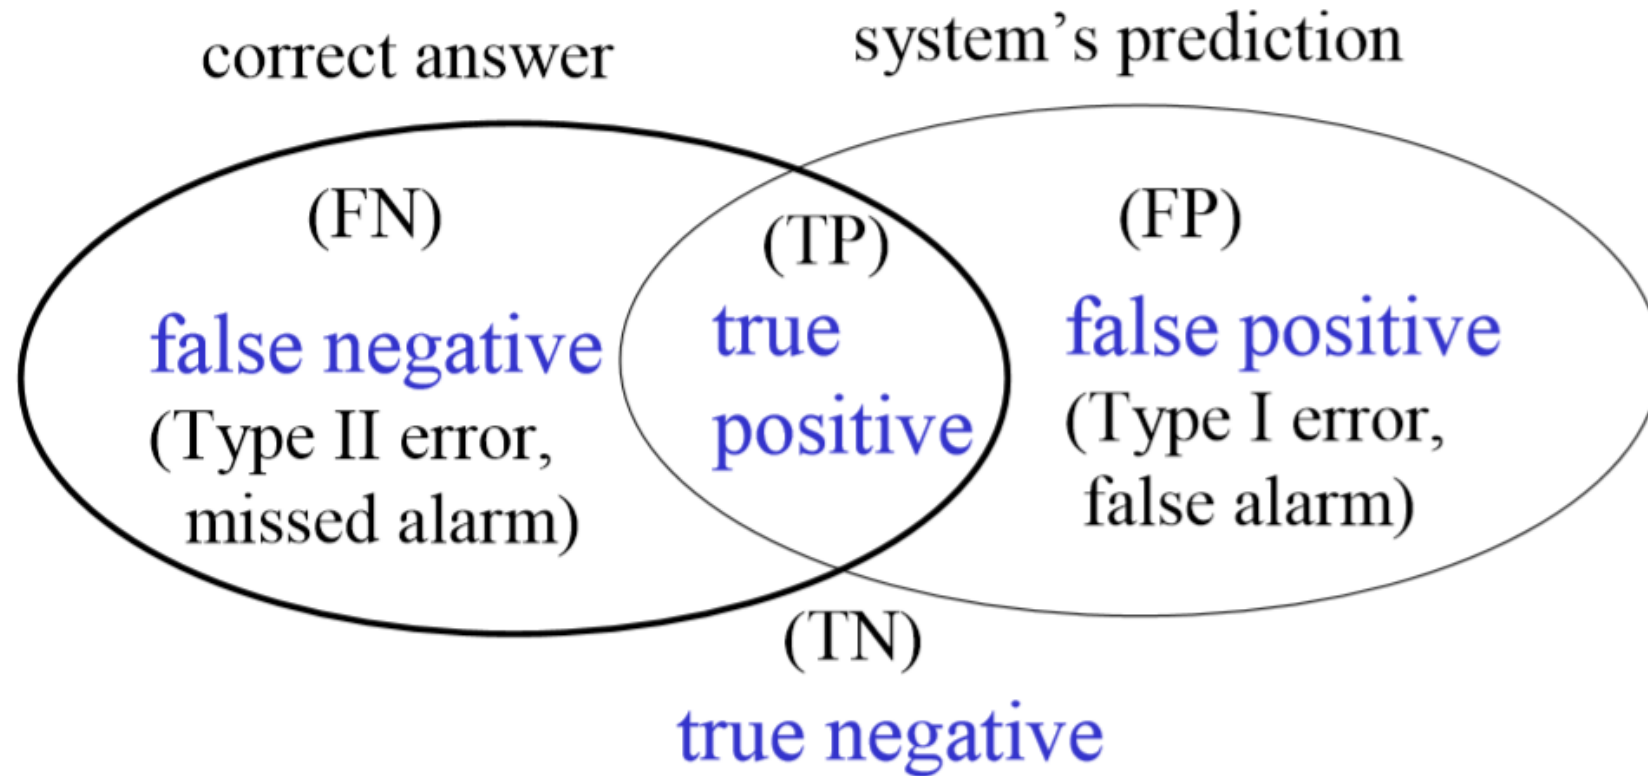 correct answer
system's prediction
(FN)
false negative
(Type II error,
missed alarm)
(TP)
true
positive
(FP)
false positive
(Type I error,
false alarm)
(TN)
true negative